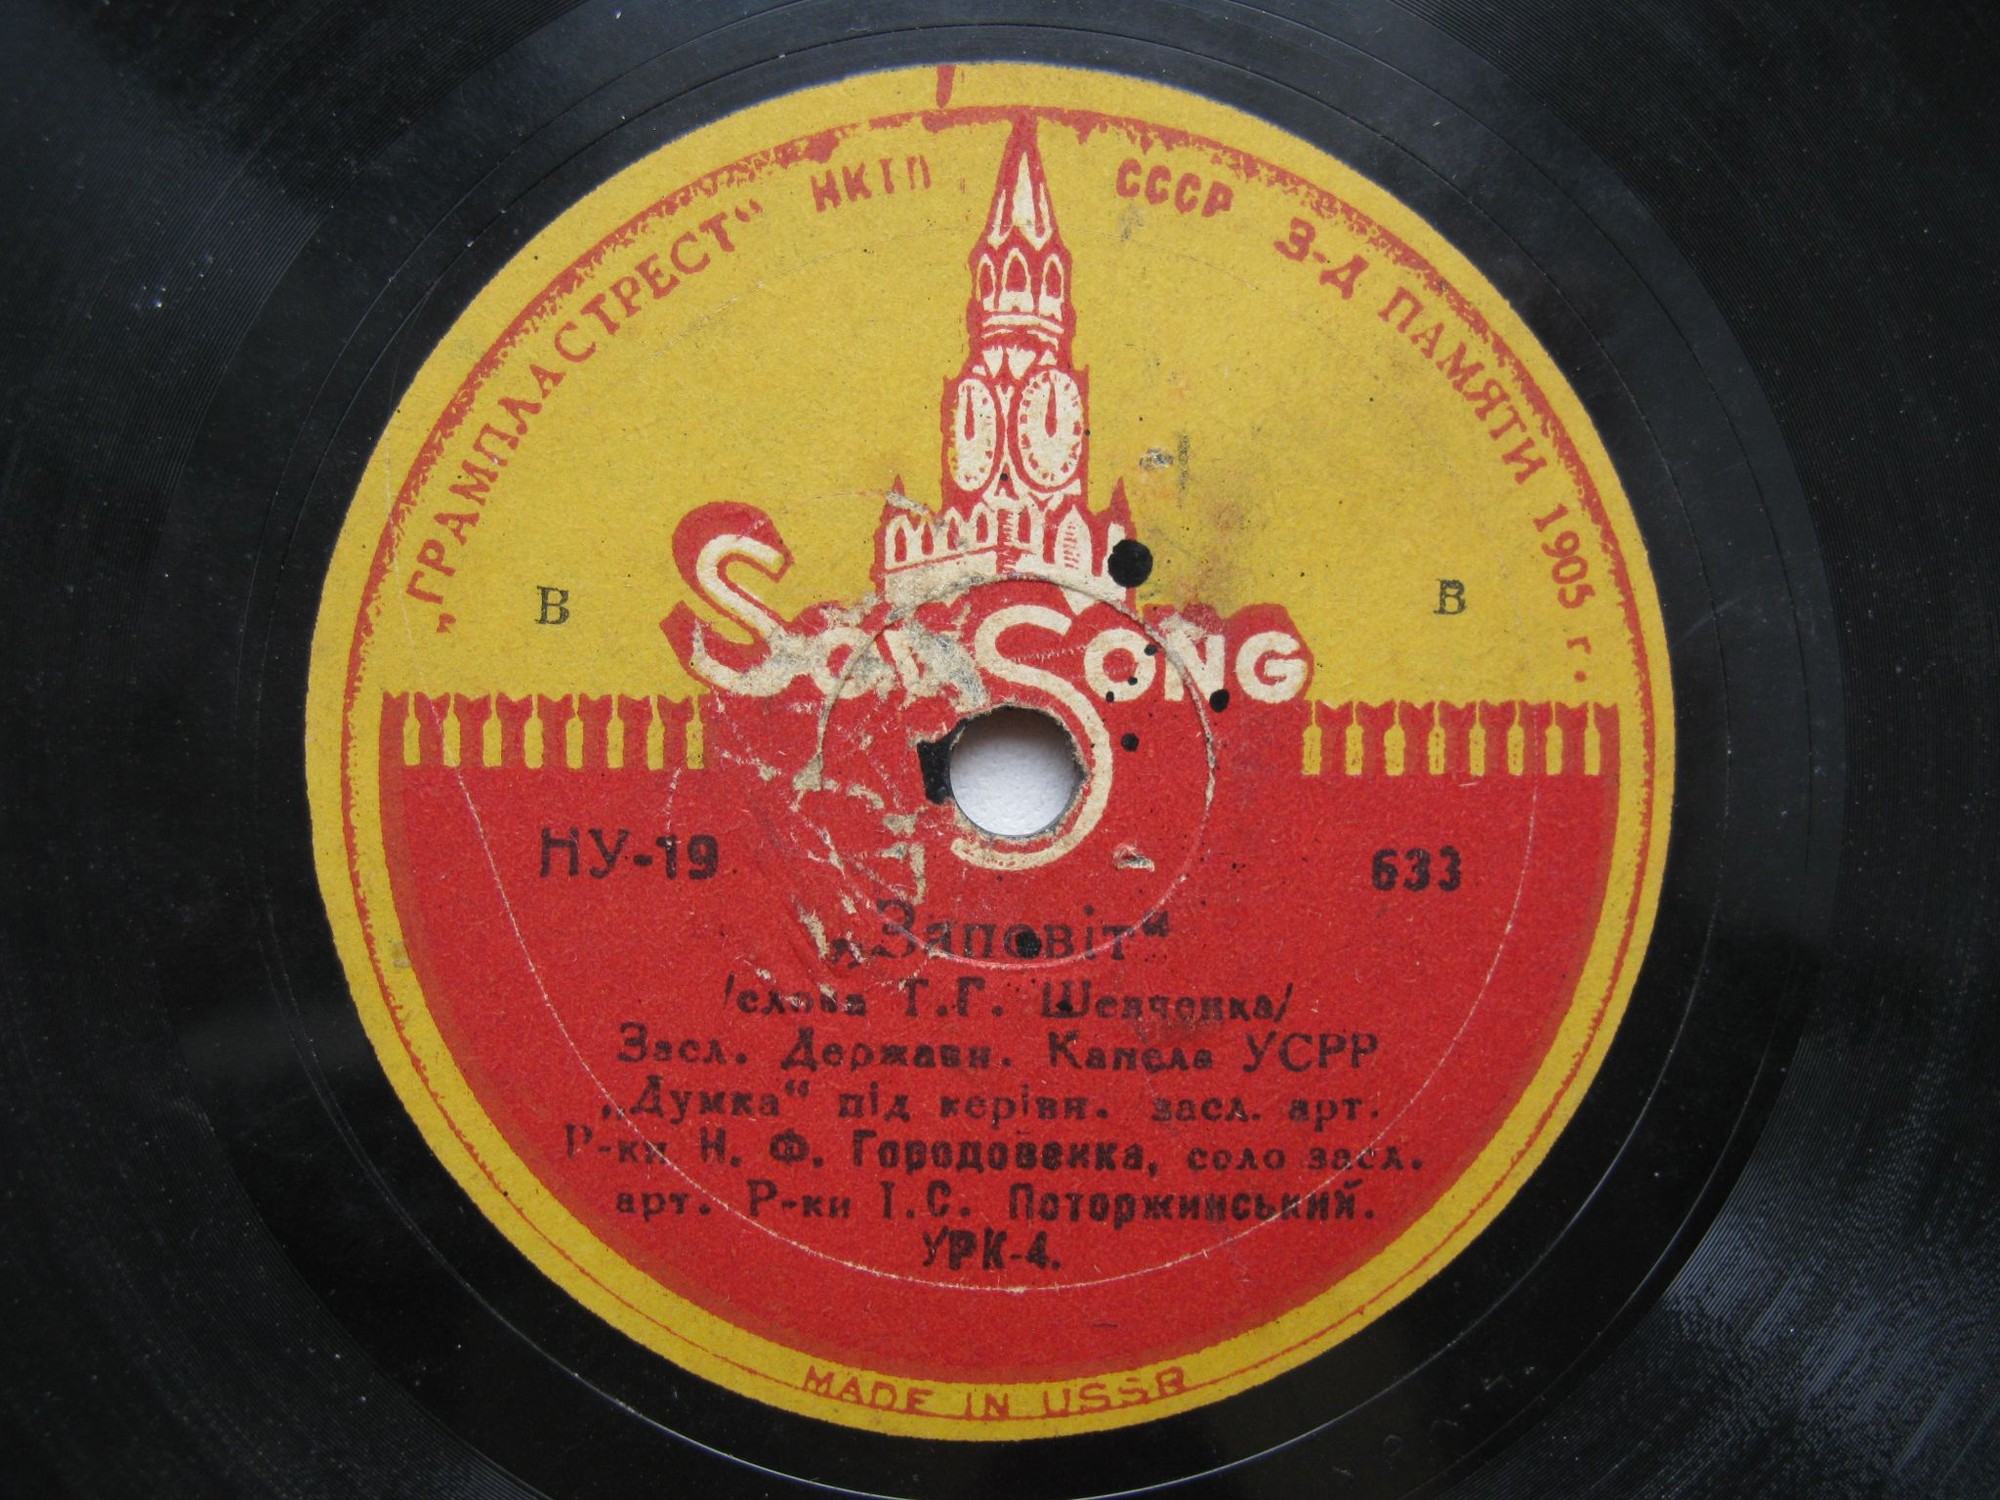 „ГРАМПЛАСТРЕСТ“ НКТП СССР З-Д ПАМЯТИ 1905 г.
SovSong
В В
НУ-19 633
„Заповіт“
/слова Т.Г. Шевченка/
Засл. Державн. Капела УСРР
„Думка“ під керівн. засл. арт.
Р-ки Н. Ф. Городовенка, соло засл.
арт. Р-ки І.С. Поторжинський.
УРК-4.
MADE IN USSR